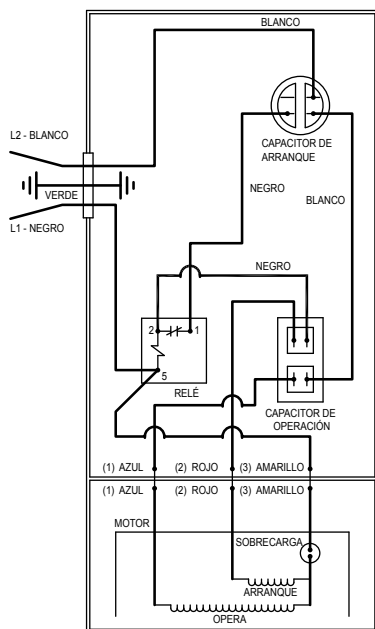 BLANCO
L2 - BLANCO
CAPACITOR DE
ARRANQUE
NEGRO
VERDE
BLANCO
L1 - NEGRO
NEGRO
2
1
5
RELÉ
CAPACITOR DE
OPERACIÓN
(1) AZUL (2) ROJO (3) AMARILLO
(1) AZUL (2) ROJO (3) AMARILLO
MOTOR
SOBRECARGA
ARRANQUE
OPERA